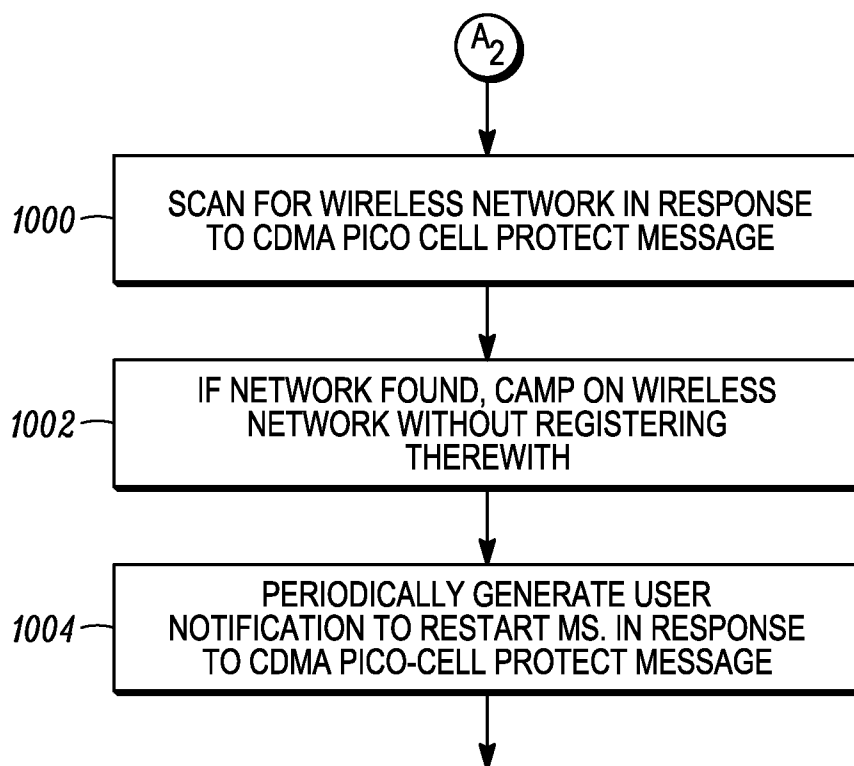 A2
1000
SCAN FOR WIRELESS NETWORK IN RESPONSE
TO CDMA PICO CELL PROTECT MESSAGE
1002
IF NETWORK FOUND, CAMP ON WIRELESS
NETWORK WITHOUT REGISTERING
THEREWITH
1004
PERIODICALLY GENERATE USER
NOTIFICATION TO RESTART MS. IN RESPONSE
TO CDMA PICO-CELL PROTECT MESSAGE